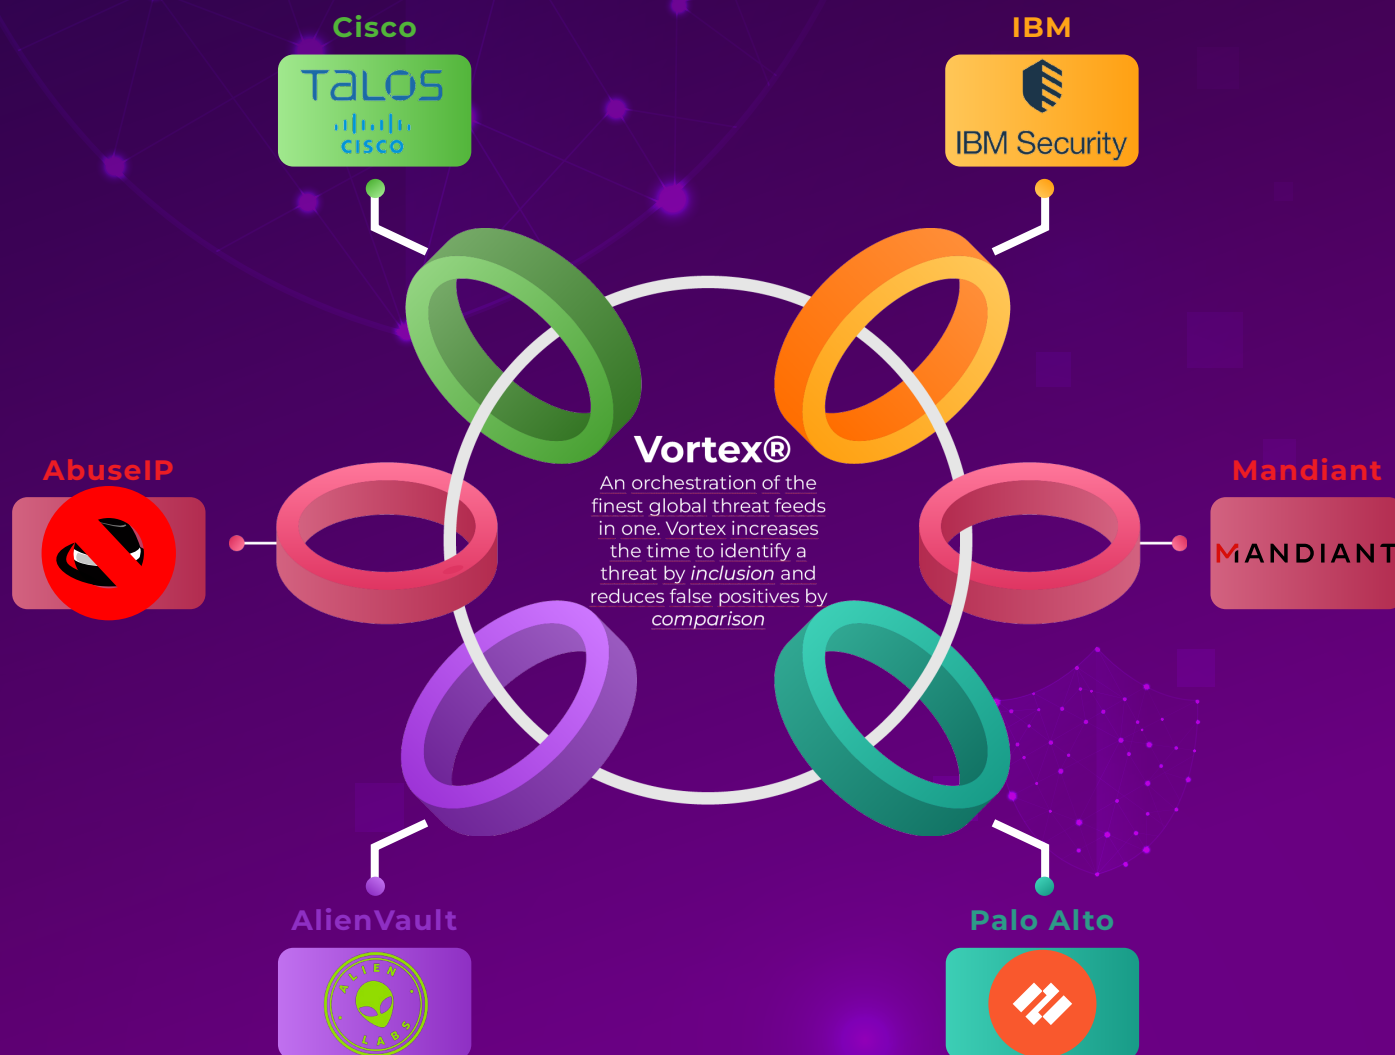 Cisco
TALOS
CISCO
IBM
IBM Security
AbuseIP
Vortex®
An orchestration of the
finest global threat feeds
in one. Vortex increases
the time to identify a
threat by inclusion and
reduces false positives by
comparison
Mandiant
MANDIANT
AlienVault
ALIEN
LABS
Palo Alto